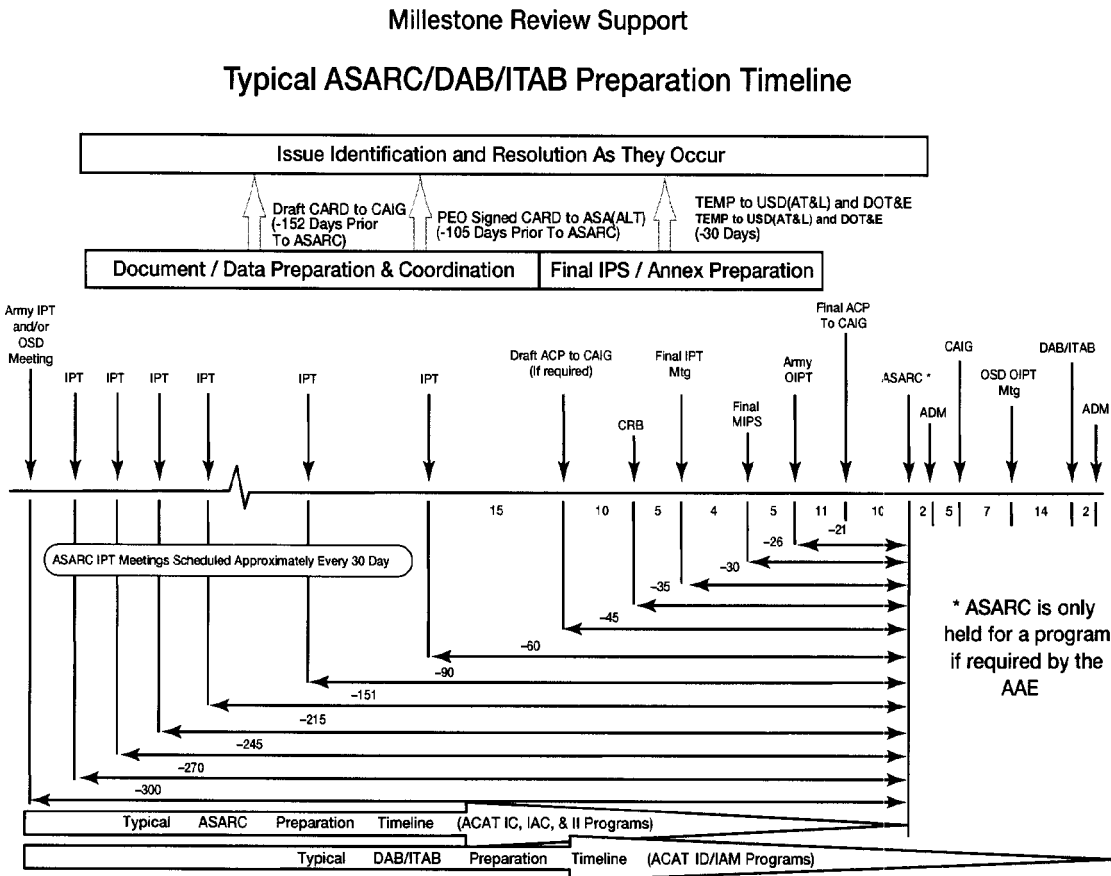 Milestone Review Support
Typical ASARC/DAB/ITAB Preparation Timeline
Issue Identification and Resolution As They Occur
Draft CARD to CAIG
(-152 Days Prior
To ASARC)
PEO Signed CARD to ASA(ALT)
(-105 Days Prior To ASARC)
TEMP to USD(AT&L) and DOT&E
TEMP to USD(AT&L) and DOT&E
(-30 Days)
Document / Data Preparation & Coordination
Final IPS / Annex Preparation
Army IPT
and/or
OSD
Meeting
IPT
IPT
IPT
IPT
IPT
IPT
Draft ACP to CAIG
(If required)
CRB
Final IPT
Mtg
Final
MIPS
Army
OIPT
Final ACP
To CAIG
ASARC *
ADM
CAIG
OSD OIPT
Mtg
DAB/ITAB
ADM
15
10
5
4
5
11
10
2
5
7
14
2
ASARC IPT Meetings Scheduled Approximately Every 30 Day
-21
-26
-30
-35
-45
-60
-90
-151
-215
-245
-270
-300
* ASARC is only
held for a program
if required by the
AAE
Typical ASARC Preparation Timeline (ACAT IC, IAC, & II Programs)
Typical DAB/ITAB Preparation Timeline (ACAT ID/IAM Programs)